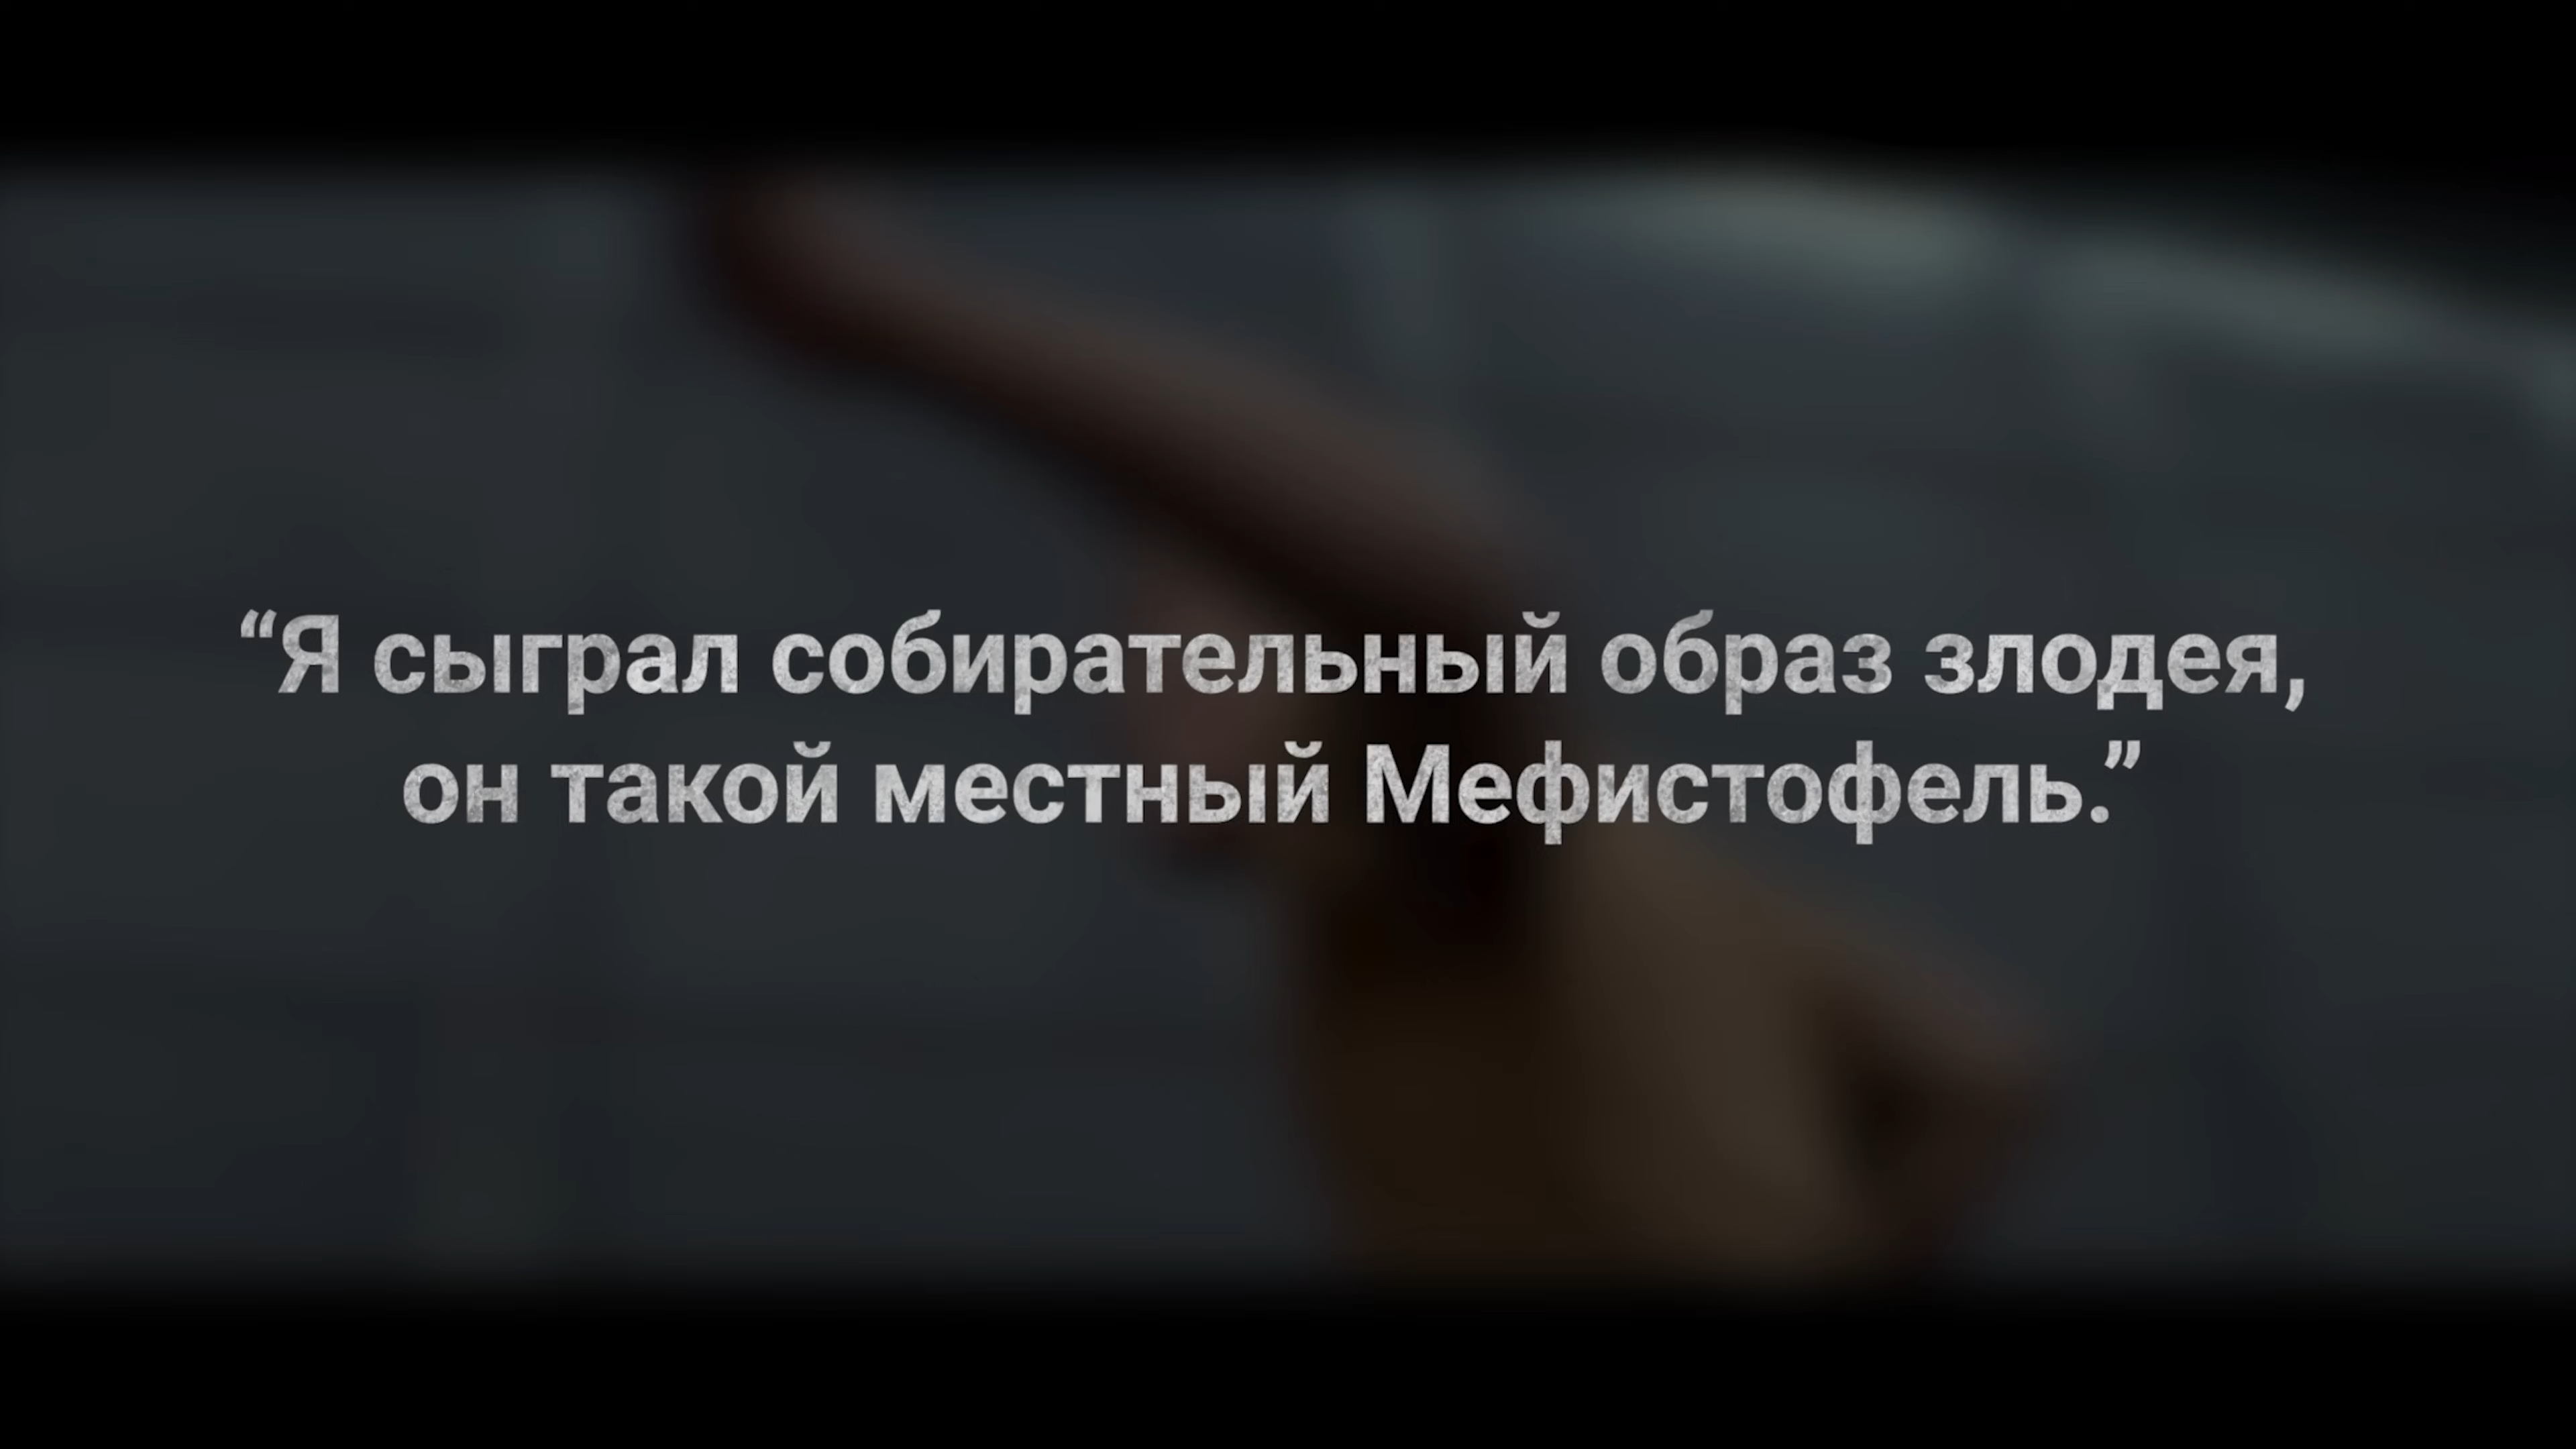 “Я сыграл собирательный образ злодея,
он такой местный Мефистофель.”